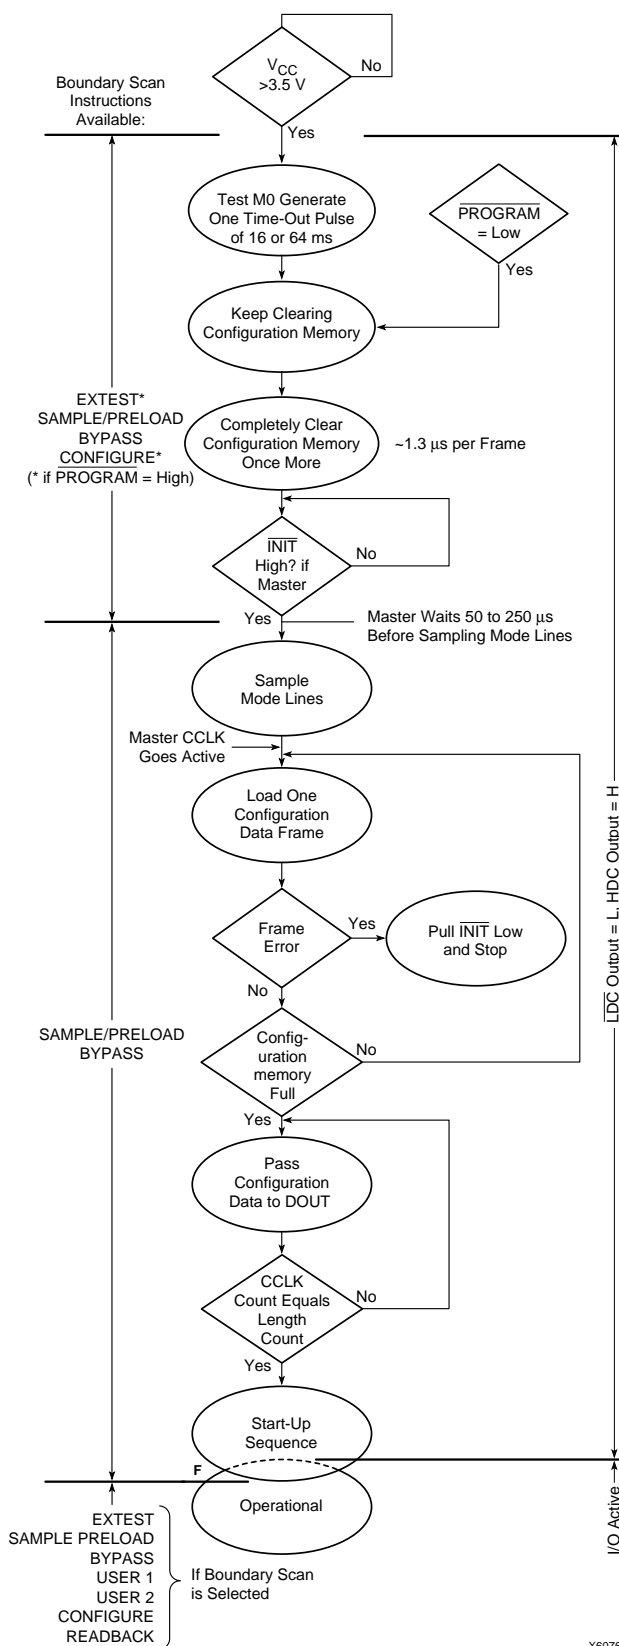 V_CC
>3.5 V
No
Boundary Scan
Instructions
Available:
Yes
Test M0 Generate
One Time-Out Pulse
of 16 or 64 ms
PROGRAM
= Low
Yes
Keep Clearing
Configuration Memory
EXTEST*
SAMPLE/PRELOAD
BYPASS
CONFIGURE*
(* if PROGRAM = High)
Completely Clear
Configuration Memory
Once More
~1.3 µs per Frame
INIT
High? if
Master
No
Yes
Master Waits 50 to 250 µs
Before Sampling Mode Lines
Sample
Mode Lines
Master CCLK
Goes Active
Load One
Configuration
Data Frame
LDC Output = L, HDC Output = H
Frame
Error
Yes
Pull INIT Low
and Stop
No
SAMPLE/PRELOAD
BYPASS
Config-
uration
memory
Full
No
Yes
Pass
Configuration
Data to DOUT
CCLK
Count Equals
Length
Count
No
Yes
Start-Up
Sequence
F
Operational
I/O Active
EXTEST
SAMPLE PRELOAD
BYPASS
USER 1
USER 2
CONFIGURE
READBACK
If Boundary Scan
is Selected